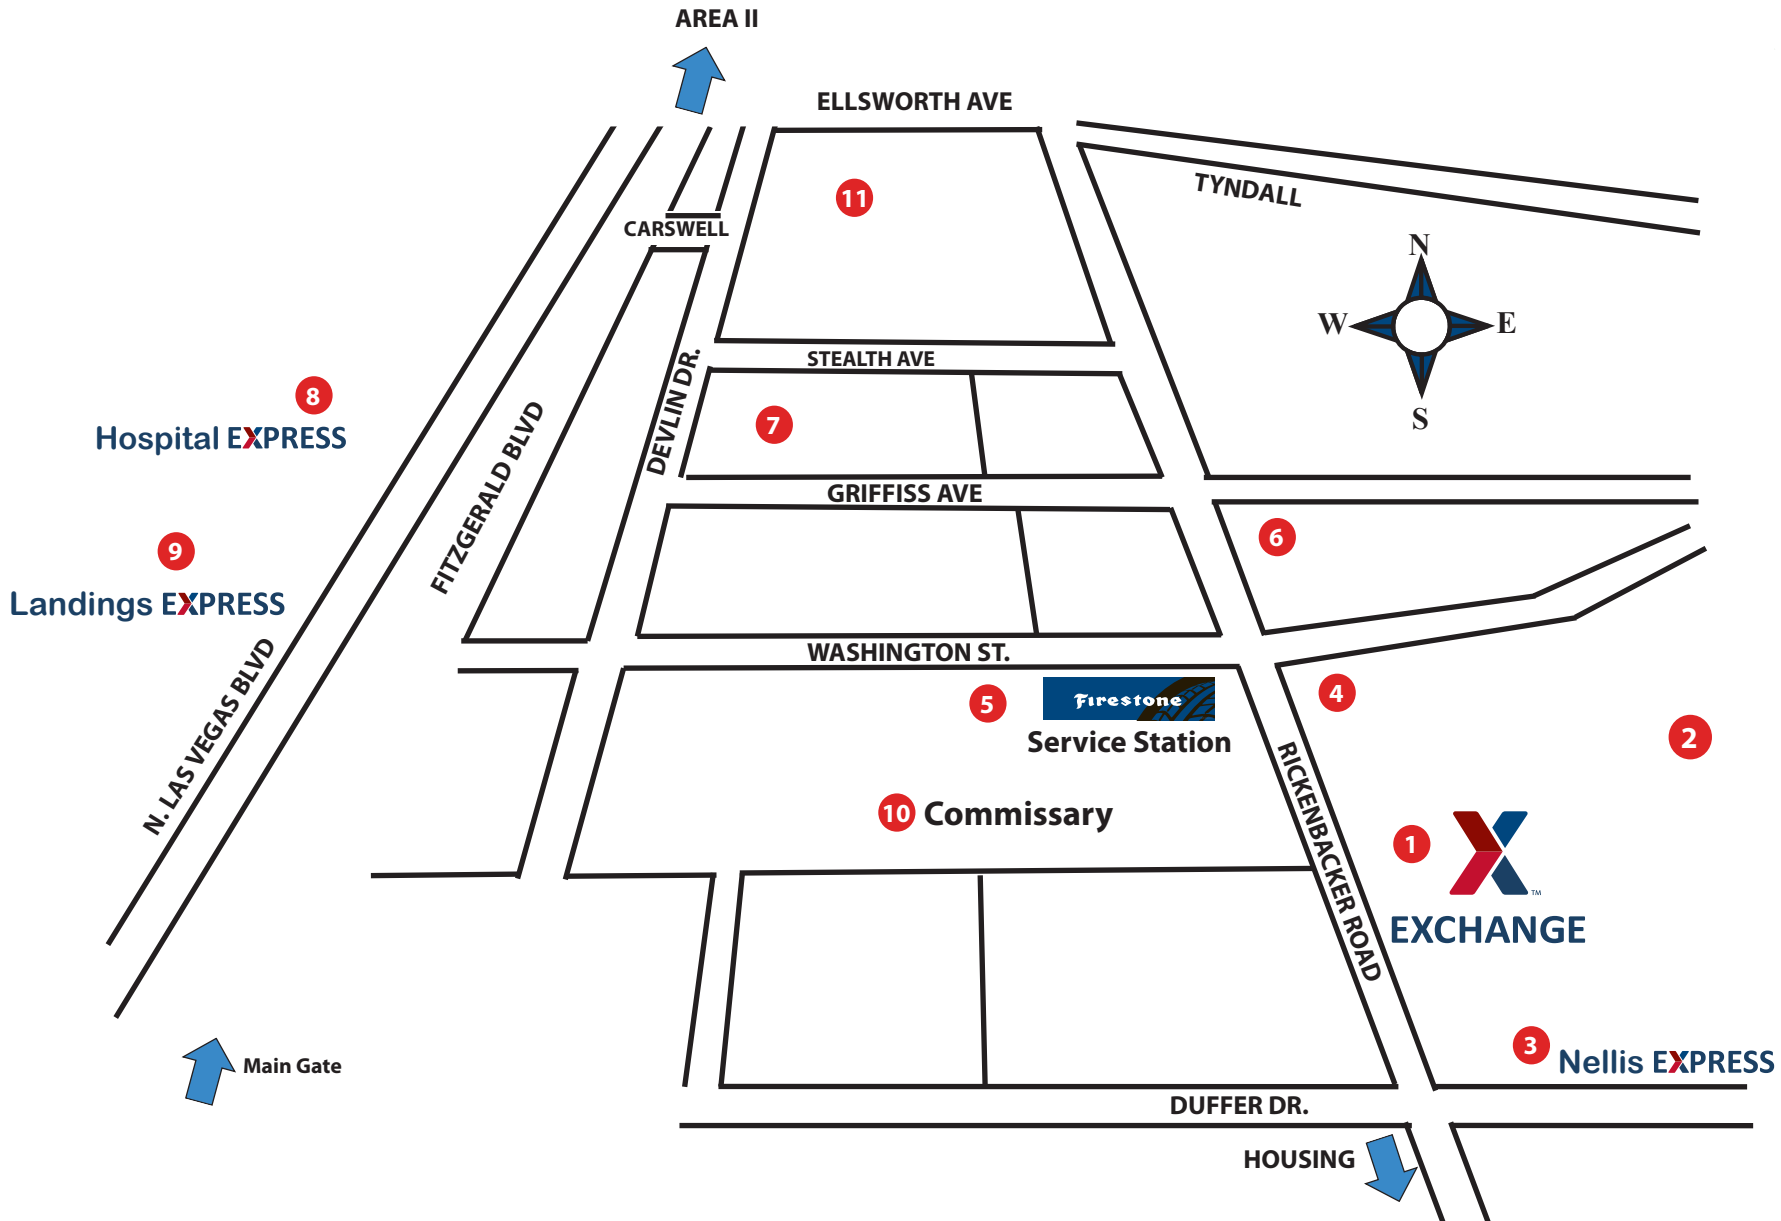 AREA II
ELLSWORTH AVE
TYNDALL
11
CARSWELL
N
W
E
S
STEALTH AVE
DEVLIN DR.
8
Hospital EXPRESS
7
FITZGERALD BLVD
GRIFFISS AVE
6
9
Landings EXPRESS
N. LAS VEGAS BLVD
WASHINGTON ST.
5
Firestone
Service Station
4
2
RICKENBACKER ROAD
10 Commissary
1
TM
EXCHANGE
3
Nellis EXPRESS
Main Gate
DUFFER DR.
HOUSING